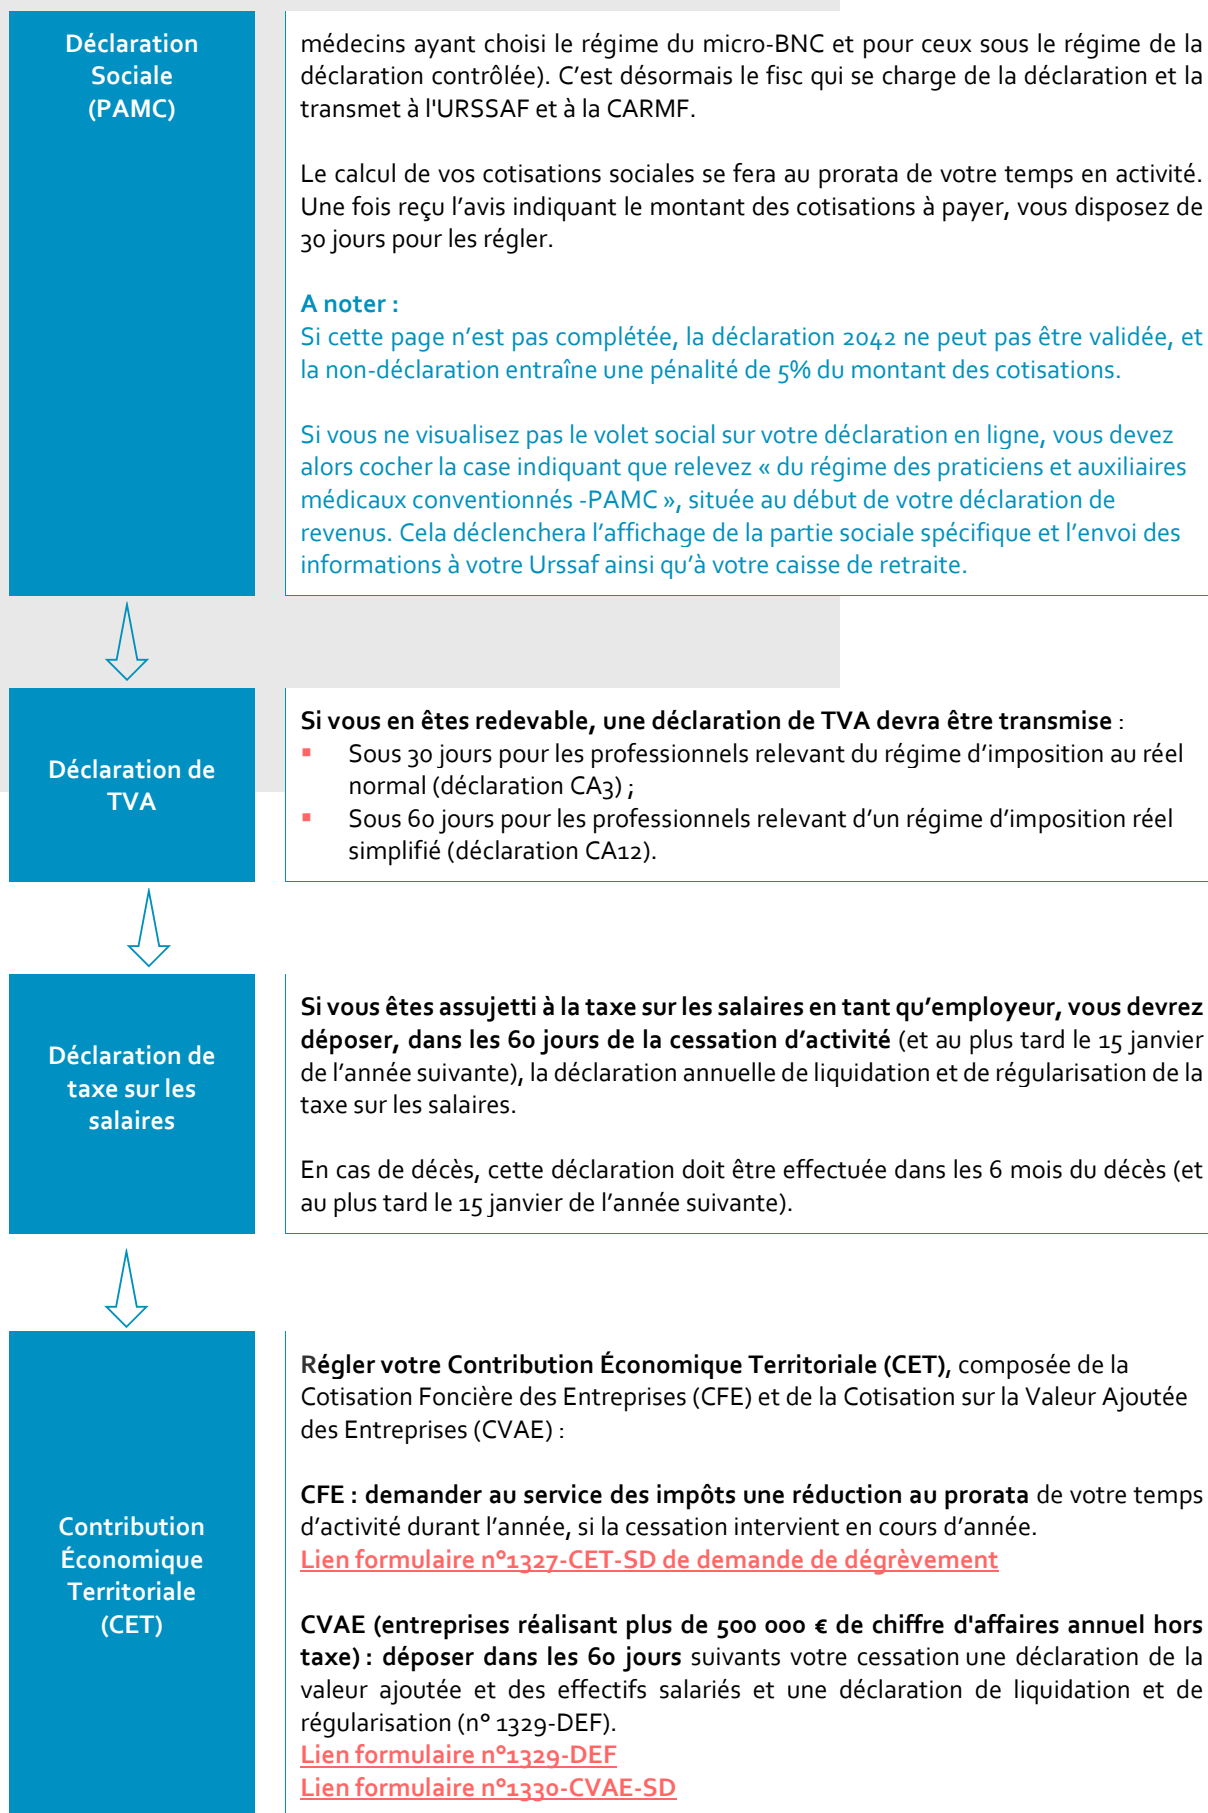 Déclaration
Sociale
(PAMC)
médecins ayant choisi le régime du micro-BNC et pour ceux sous le régime de la
déclaration contrôlée). C’est désormais le fisc qui se charge de la déclaration et la
transmet à l'URSSAF et à la CARMF.
Le calcul de vos cotisations sociales se fera au prorata de votre temps en activité.
Une fois reçu l’avis indiquant le montant des cotisations à payer, vous disposez de
30 jours pour les régler.
A noter :
Si cette page n’est pas complétée, la déclaration 2042 ne peut pas être validée, et
la non-déclaration entraîne une pénalité de 5% du montant des cotisations.
Si vous ne visualisez pas le volet social sur votre déclaration en ligne, vous devez
alors cocher la case indiquant que relevez « du régime des praticiens et auxiliaires
médicaux conventionnés -PAMC », située au début de votre déclaration de
revenus. Cela déclenchera l’affichage de la partie sociale spécifique et l’envoi des
informations à votre Urssaf ainsi qu’à votre caisse de retraite.
Déclaration de
TVA
Si vous en êtes redevable, une déclaration de TVA devra être transmise :
▪ Sous 30 jours pour les professionnels relevant du régime d’imposition au réel
normal (déclaration CA3) ;
▪ Sous 60 jours pour les professionnels relevant d’un régime d’imposition réel
simplifié (déclaration CA12).
Déclaration de
taxe sur les
salaires
Si vous êtes assujetti à la taxe sur les salaires en tant qu’employeur, vous devrez
déposer, dans les 60 jours de la cessation d’activité (et au plus tard le 15 janvier
de l’année suivante), la déclaration annuelle de liquidation et de régularisation de la
taxe sur les salaires.
En cas de décès, cette déclaration doit être effectuée dans les 6 mois du décès (et
au plus tard le 15 janvier de l’année suivante).
Contribution
Économique
Territoriale
(CET)
Régler votre Contribution Économique Territoriale (CET), composée de la
Cotisation Foncière des Entreprises (CFE) et de la Cotisation sur la Valeur Ajoutée
des Entreprises (CVAE) :
CFE : demander au service des impôts une réduction au prorata de votre temps
d’activité durant l’année, si la cessation intervient en cours d’année.
Lien formulaire n°1327-CET-SD de demande de dégrèvement
CVAE (entreprises réalisant plus de 500 000 € de chiffre d'affaires annuel hors
taxe) : déposer dans les 60 jours suivants votre cessation une déclaration de la
valeur ajoutée et des effectifs salariés et une déclaration de liquidation et de
régularisation (n° 1329-DEF).
Lien formulaire n°1329-DEF
Lien formulaire n°1330-CVAE-SD